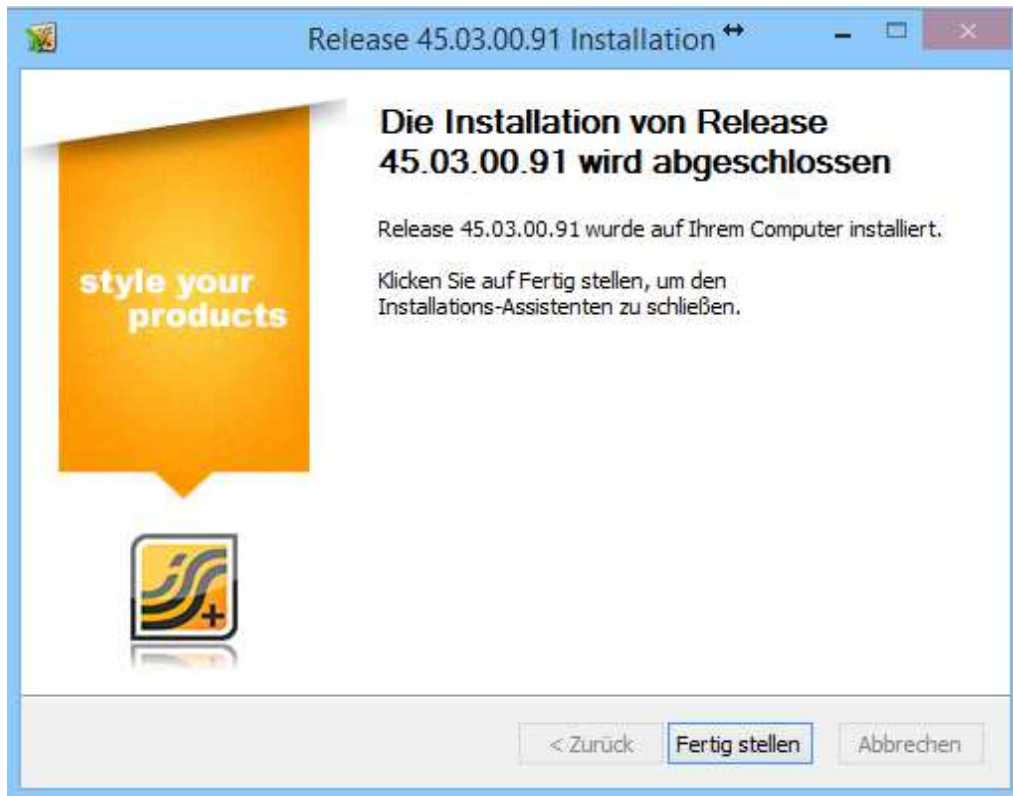 Release 45.03.00.91 Installation
Die Installation von Release
45.03.00.91 wird abgeschlossen
Release 45.03.00.91 wurde auf Ihrem Computer installiert.
Klicken Sie auf Fertig stellen, um den
Installations-Assistenten zu schließen.
style your
products
< Zurück
Fertig stellen
Abbrechen